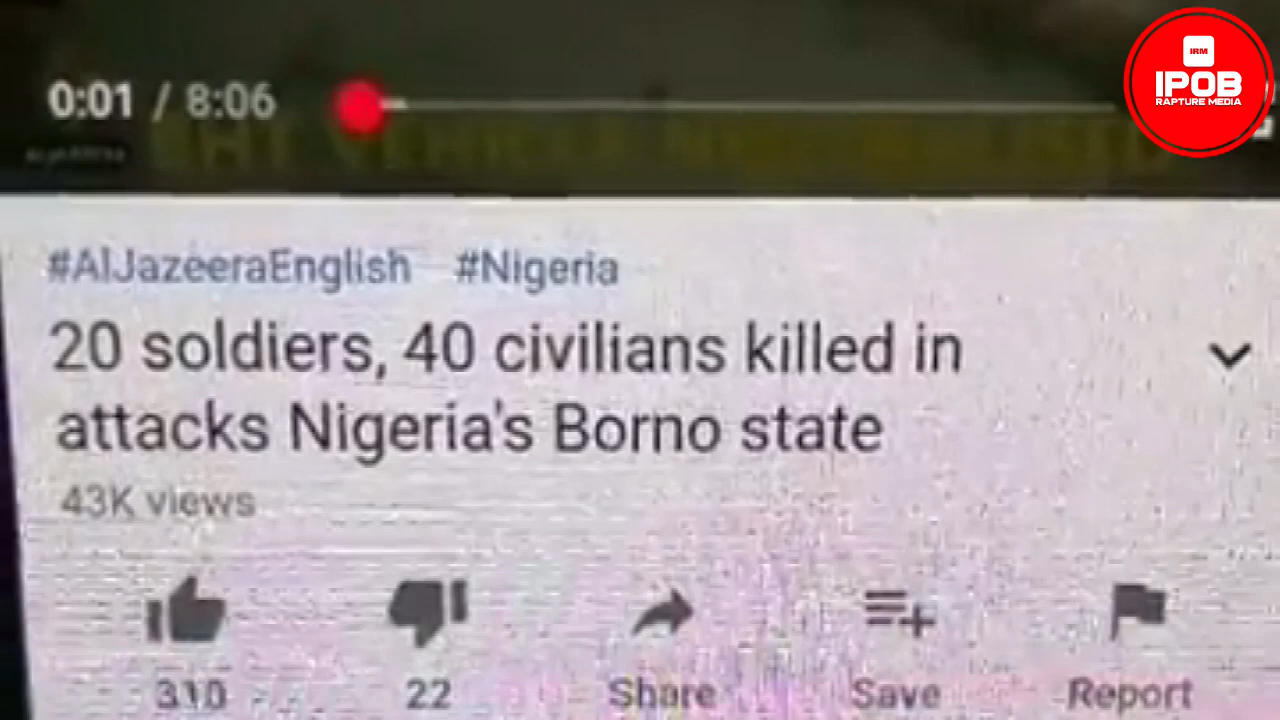 IRM
IPOB
RAPTURE MEDIA
0:01 / 8:06
#AlJazeeraEnglish #Nigeria
20 soldiers, 40 civilians killed in
attacks Nigeria's Borno state
43K views
310
22
Share
Save
Report